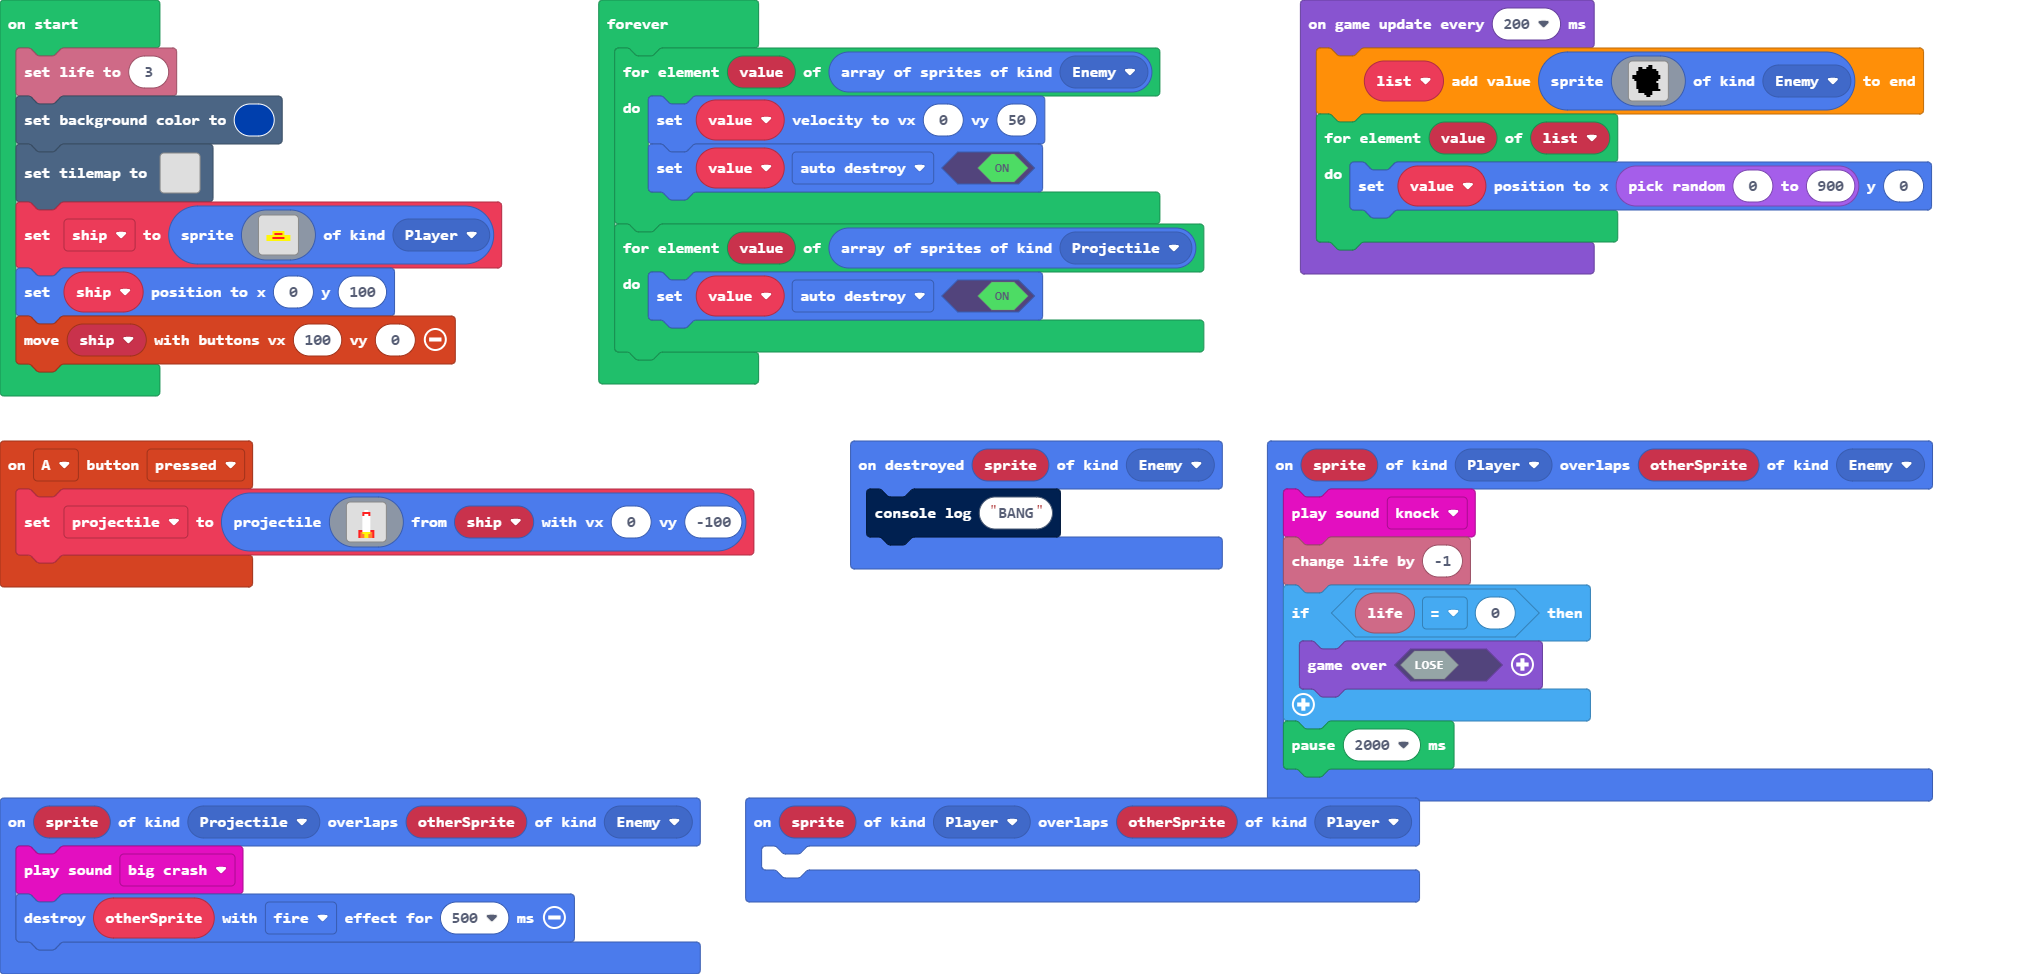 on start
set life to 3
set background color to
set tilemap to
set ship to sprite of kind Player
set ship position to x 0 y 100
move ship with buttons vx 100 vy 0
forever
for element value of array of sprites of kind Enemy
do
set value velocity to vx 0 vy 50
set value auto destroy ON
for element value of array of sprites of kind Projectile
do
set value auto destroy ON
on game update every 200 ms
list add value sprite of kind Enemy to end
for element value of list
do
set value position to x pick random 0 to 900 y 0
on A button pressed
set projectile to projectile from ship with vx 0 vy -100
on destroyed sprite of kind Enemy
console log "BANG"
on sprite of kind Player overlaps otherSprite of kind Enemy
play sound knock
change life by -1
if life = 0 then
game over LOSE
pause 2000 ms
on sprite of kind Projectile overlaps otherSprite of kind Enemy
play sound big crash
destroy otherSprite with fire effect for 500 ms
on sprite of kind Player overlaps otherSprite of kind Player